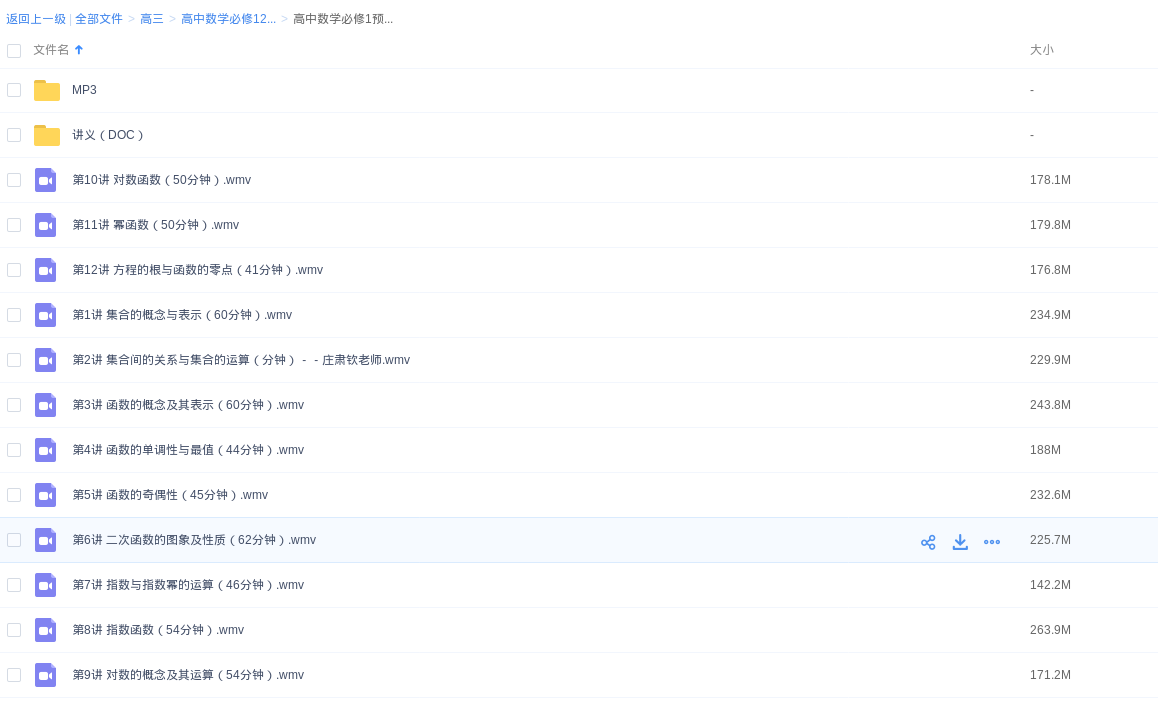 返回上一级 | 全部文件 > 高三 > 高中数学必修12... > 高中数学必修1预...
文件名 大小
MP3 -
讲义（DOC） -
第10讲 对数函数（50分钟）.wmv 178.1M
第11讲 幂函数（50分钟）.wmv 179.8M
第12讲 方程的根与函数的零点（41分钟）.wmv 176.8M
第1讲 集合的概念与表示（60分钟）.wmv 234.9M
第2讲 集合间的关系与集合的运算（分钟） - - 庄肃钦老师.wmv 229.9M
第3讲 函数的概念及其表示（60分钟）.wmv 243.8M
第4讲 函数的单调性与最值（44分钟）.wmv 188M
第5讲 函数的奇偶性（45分钟）.wmv 232.6M
第6讲 二次函数的图象及性质（62分钟）.wmv 225.7M
第7讲 指数与指数幂的运算（46分钟）.wmv 142.2M
第8讲 指数函数（54分钟）.wmv 263.9M
第9讲 对数的概念及其运算（54分钟）.wmv 171.2M